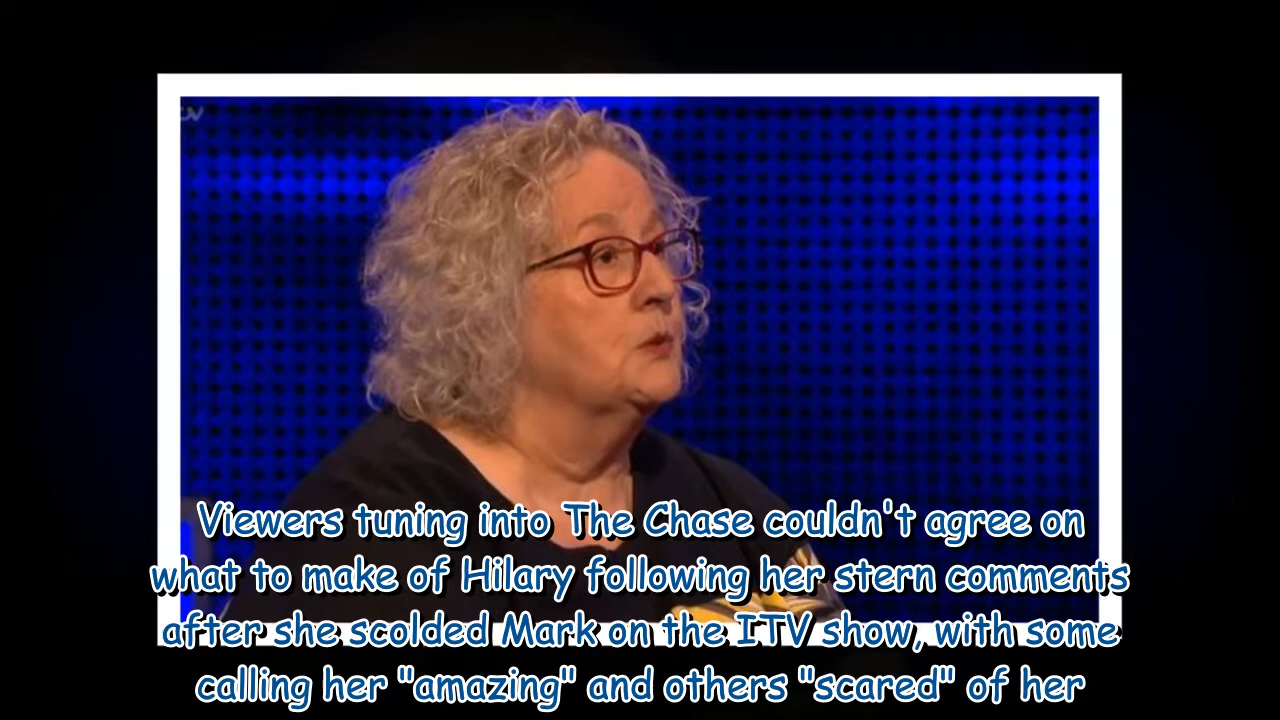 Viewers tuning into The Chase couldn't agree on
what to make of Hilary following her stern comments
after she scolded Mark on the ITV show, with some
calling her "amazing" and others "scared" of her